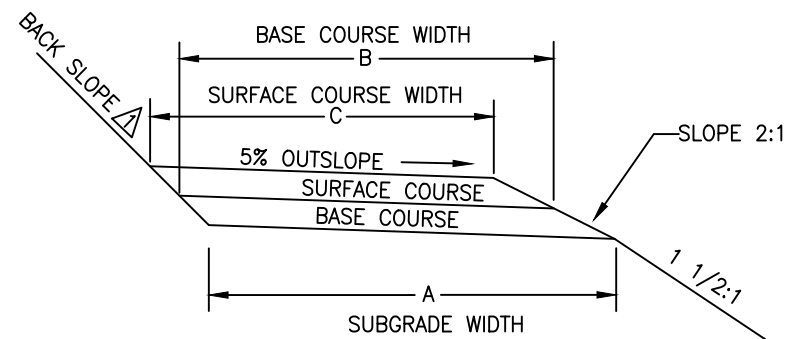 BACK SLOPE 1
BASE COURSE WIDTH
B
SURFACE COURSE WIDTH
C
SLOPE 2:1
5% OUTSLOPE
SURFACE COURSE
BASE COURSE
1 1/2:1
A
SUBGRADE WIDTH